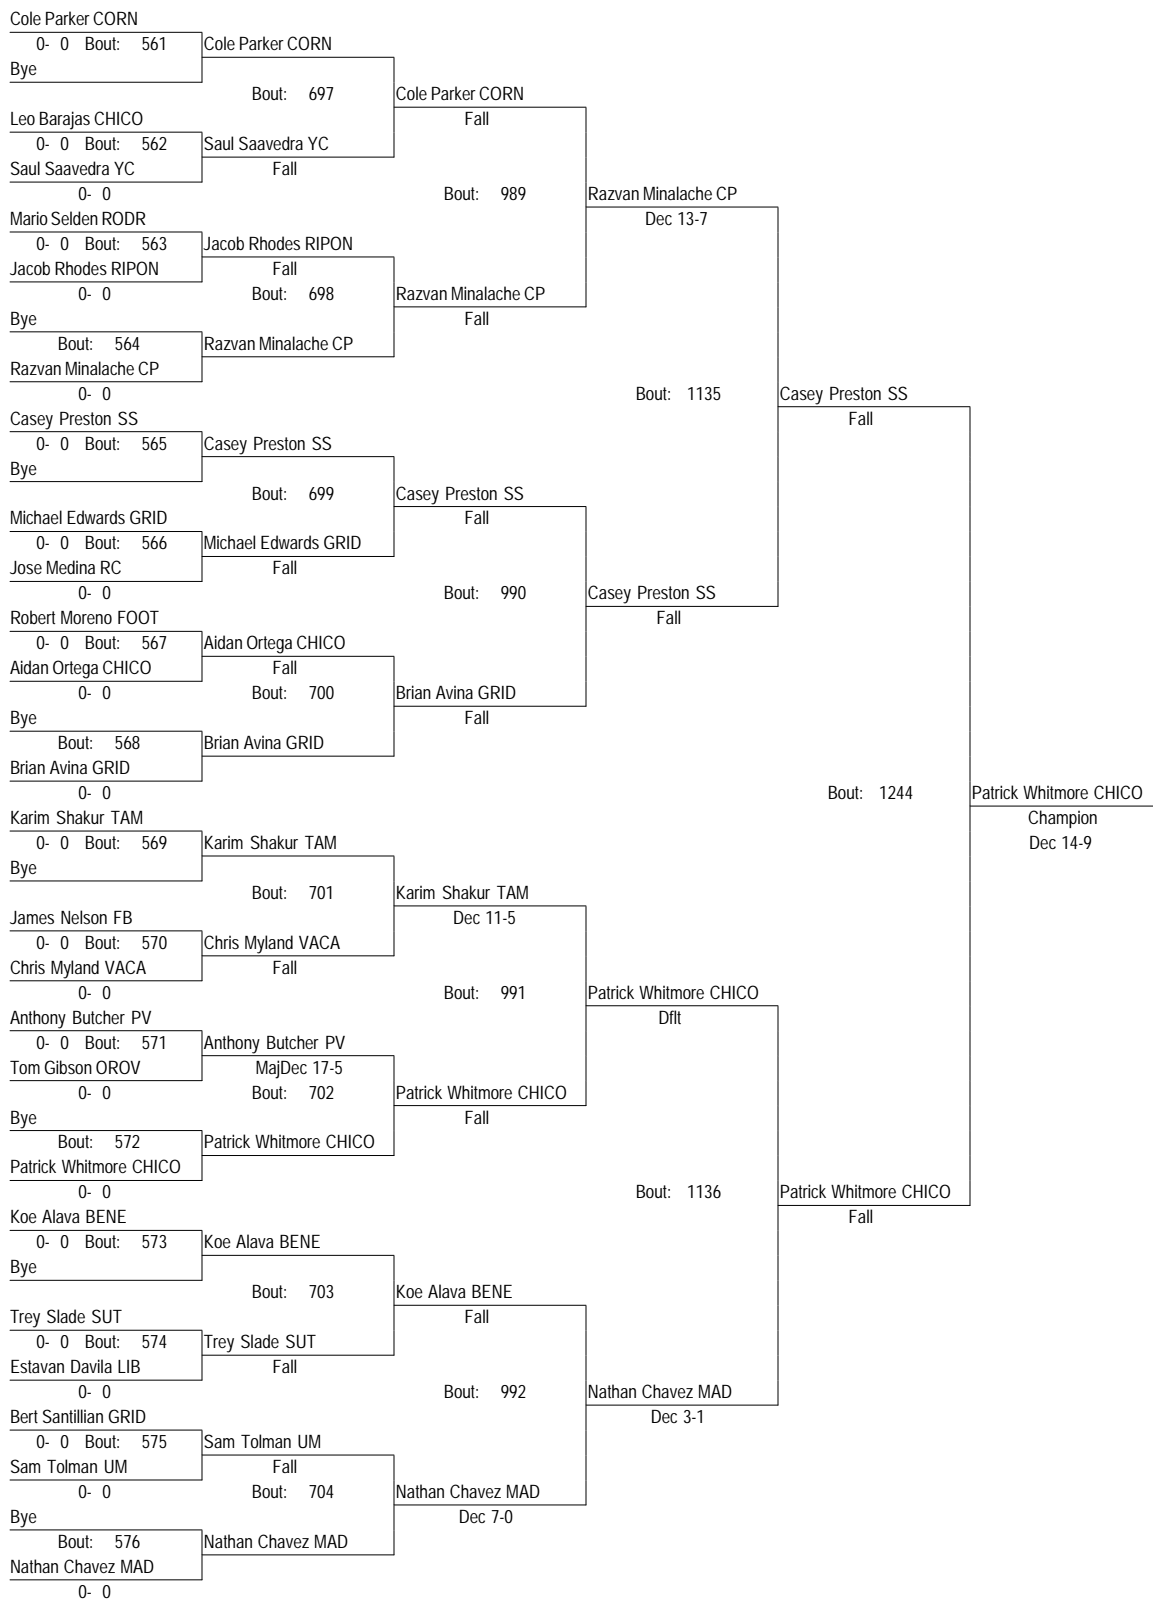 Cole Parker CORN
0- 0 Bout: 561 Cole Parker CORN
Bye
Bout: 697 Cole Parker CORN
Leo Barajas CHICO Fall
0- 0 Bout: 562 Saul Saavedra YC
Saul Saavedra YC Fall
0- 0 Bout: 989 Razvan Minalache CP
Mario Selden RODR Dec 13-7
0- 0 Bout: 563 Jacob Rhodes RIPON
Jacob Rhodes RIPON Fall
0- 0 Bout: 698 Razvan Minalache CP
Bye Fall
Bout: 564 Razvan Minalache CP
Razvan Minalache CP
0- 0 Bout: 1135 Casey Preston SS
Casey Preston SS Fall
0- 0 Bout: 565 Casey Preston SS
Bye
Bout: 699 Casey Preston SS
Michael Edwards GRID Fall
0- 0 Bout: 566 Michael Edwards GRID
Jose Medina RC Fall
0- 0 Bout: 990 Casey Preston SS
Robert Moreno FOOT Fall
0- 0 Bout: 567 Aidan Ortega CHICO
Aidan Ortega CHICO Fall
0- 0 Bout: 700 Brian Avina GRID
Bye Fall
Bout: 568 Brian Avina GRID
Brian Avina GRID
0- 0 Bout: 1244 Patrick Whitmore CHICO
Karim Shakur TAM Champion
0- 0 Bout: 569 Karim Shakur TAM Dec 14-9
Bye
Bout: 701 Karim Shakur TAM
James Nelson FB Dec 11-5
0- 0 Bout: 570 Chris Myland VACA
Chris Myland VACA Fall
0- 0 Bout: 991 Patrick Whitmore CHICO
Anthony Butcher PV Dflt
0- 0 Bout: 571 Anthony Butcher PV
Tom Gibson OROV MajDec 17-5
0- 0 Bout: 702 Patrick Whitmore CHICO
Bye Fall
Bout: 572 Patrick Whitmore CHICO
Patrick Whitmore CHICO
0- 0 Bout: 1136 Patrick Whitmore CHICO
Koe Alava BENE Fall
0- 0 Bout: 573 Koe Alava BENE
Bye
Bout: 703 Koe Alava BENE
Trey Slade SUT Fall
0- 0 Bout: 574 Trey Slade SUT
Estavan Davila LIB Fall
0- 0 Bout: 992 Nathan Chavez MAD
Bert Santillian GRID Dec 3-1
0- 0 Bout: 575 Sam Tolman UM
Sam Tolman UM Fall
0- 0 Bout: 704 Nathan Chavez MAD
Bye Dec 7-0
Bout: 576 Nathan Chavez MAD
Nathan Chavez MAD
0- 0